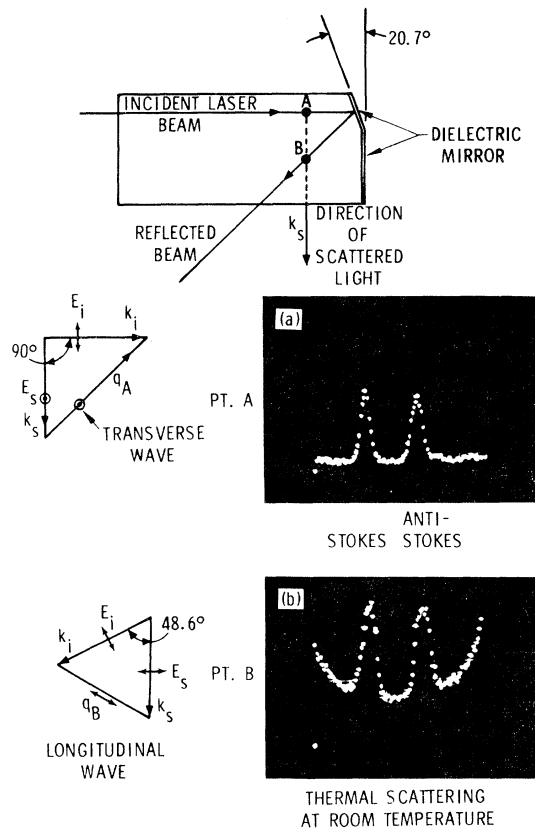 20.7°
INCIDENT LASER
BEAM
A
B
DIELECTRIC
MIRROR
REFLECTED
BEAM
k_s
DIRECTION
OF
SCATTERED
LIGHT
E_i
k_i
90°
E_s
k_s
q_A
TRANSVERSE
WAVE
PT. A
(a)
ANTI-
STOKES STOKES
E_i
48.6°
k_i
E_s
q_B
k_s
PT. B
LONGITUDINAL
WAVE
(b)
THERMAL SCATTERING
AT ROOM TEMPERATURE